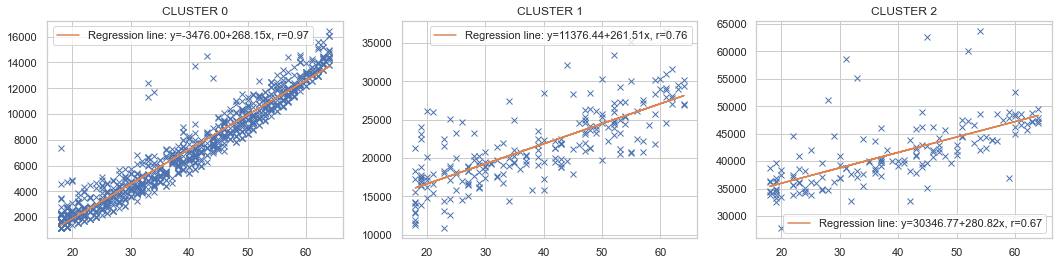 CLUSTER 0
Regression line: y=-3476.00+268.15x, r=0.97
16000
14000
12000
10000
8000
6000
4000
2000
20 30 40 50 60
CLUSTER 1
Regression line: y=11376.44+261.51x, r=0.76
35000
30000
25000
20000
15000
10000
20 30 40 50 60
CLUSTER 2
65000
60000
55000
50000
45000
40000
35000
30000
Regression line: y=30346.77+280.82x, r=0.67
20 30 40 50 60